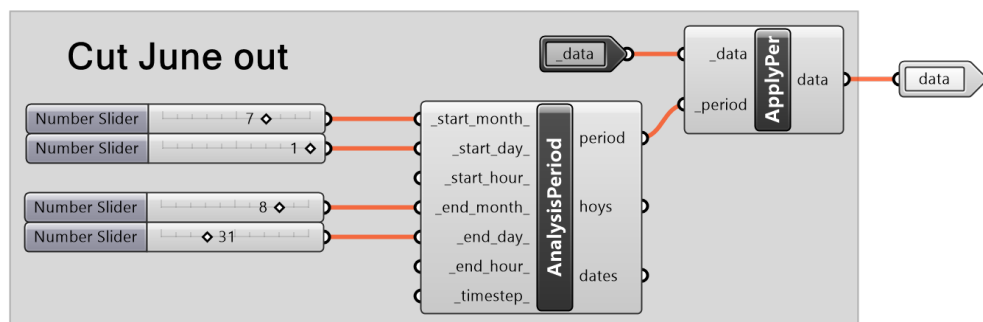 Cut June out
_data
_data
_period
ApplyPer
data
data
Number Slider
7
Number Slider
1
Number Slider
8
Number Slider
31
_start_month_
_start_day_
_start_hour_
_end_month_
_end_day_
_end_hour_
_timestep_
AnalysisPeriod
period
hoys
dates